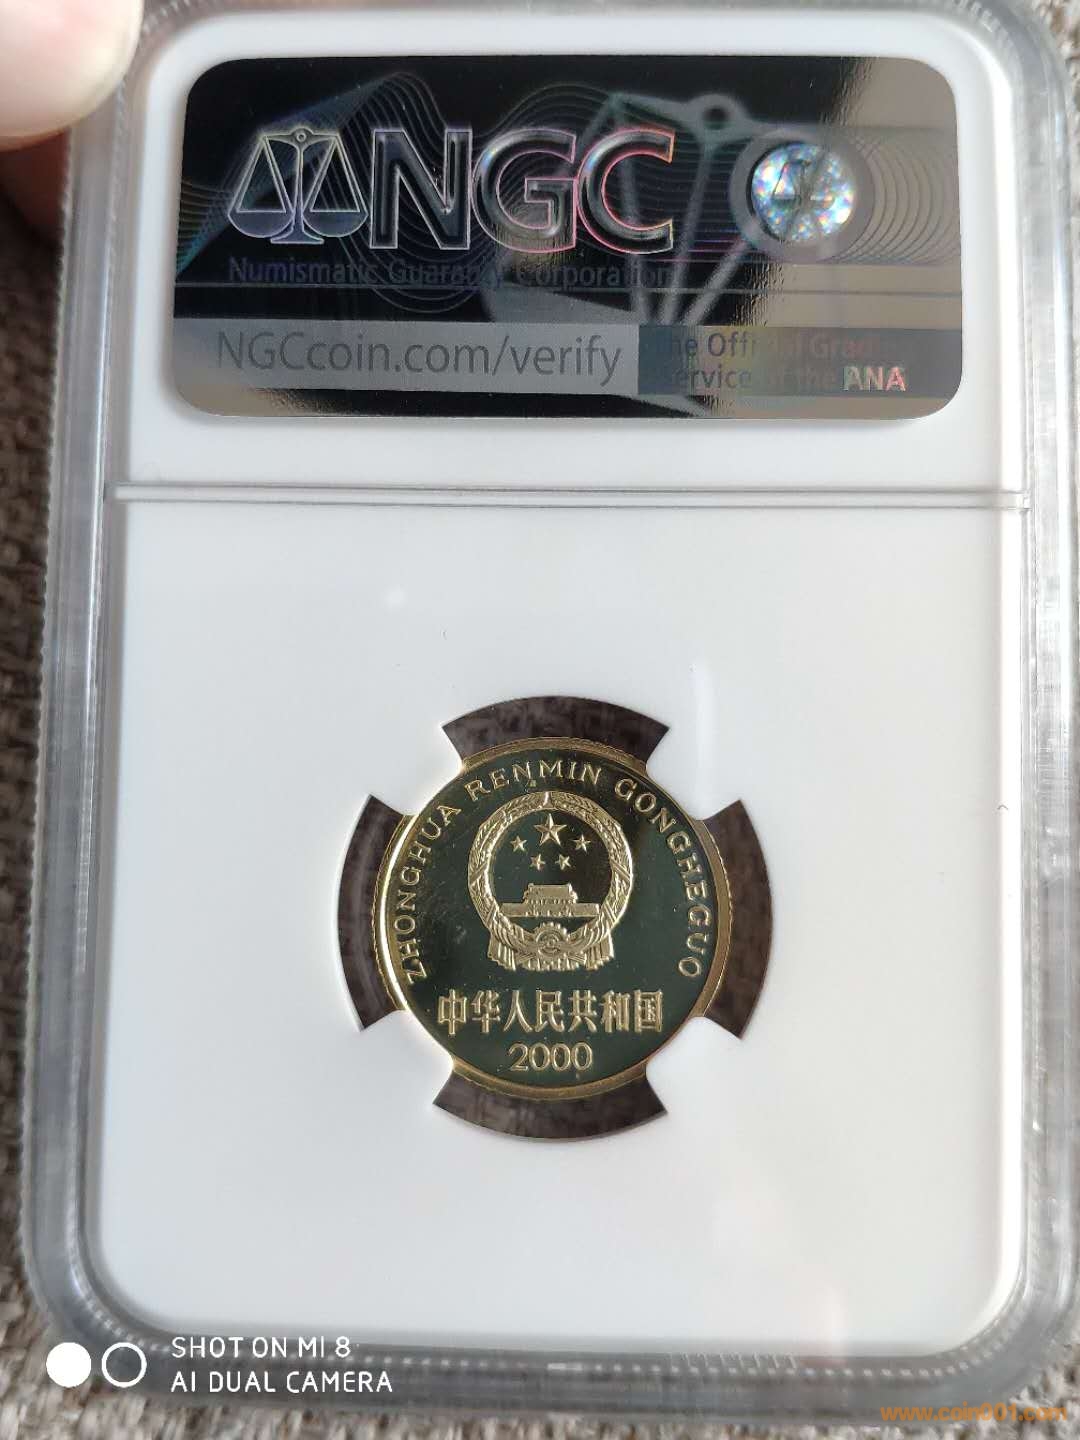 NGC
Numismatic Guaranty Corporation
NGCcoin.com/verify
The Official Grading
Service of the ANA
ZHONGHUA RENMIN GONGHEGUO
中华人民共和国
2000
SHOT ON MI 8
AI DUAL CAMERA
www.coin001.com